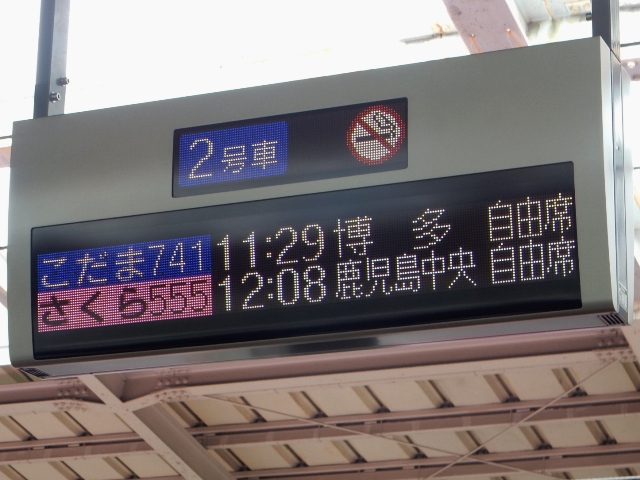 2号車
こだま741 11:29 博多 自由席
さくら555 12:08 鹿児島中央 自由席